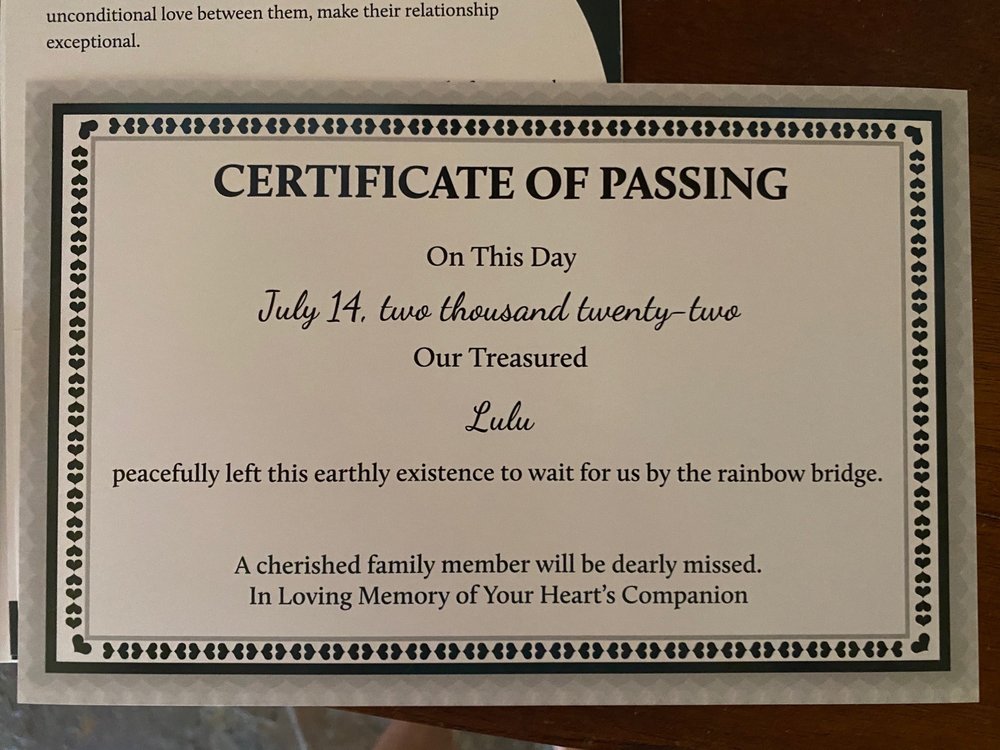 unconditional love between them, make their relationship
exceptional.
CERTIFICATE OF PASSING
On This Day
July 14, two thousand twenty-two
Our Treasured
Lulu
peacefully left this earthly existence to wait for us by the rainbow bridge.
A cherished family member will be dearly missed.
In Loving Memory of Your Heart's Companion